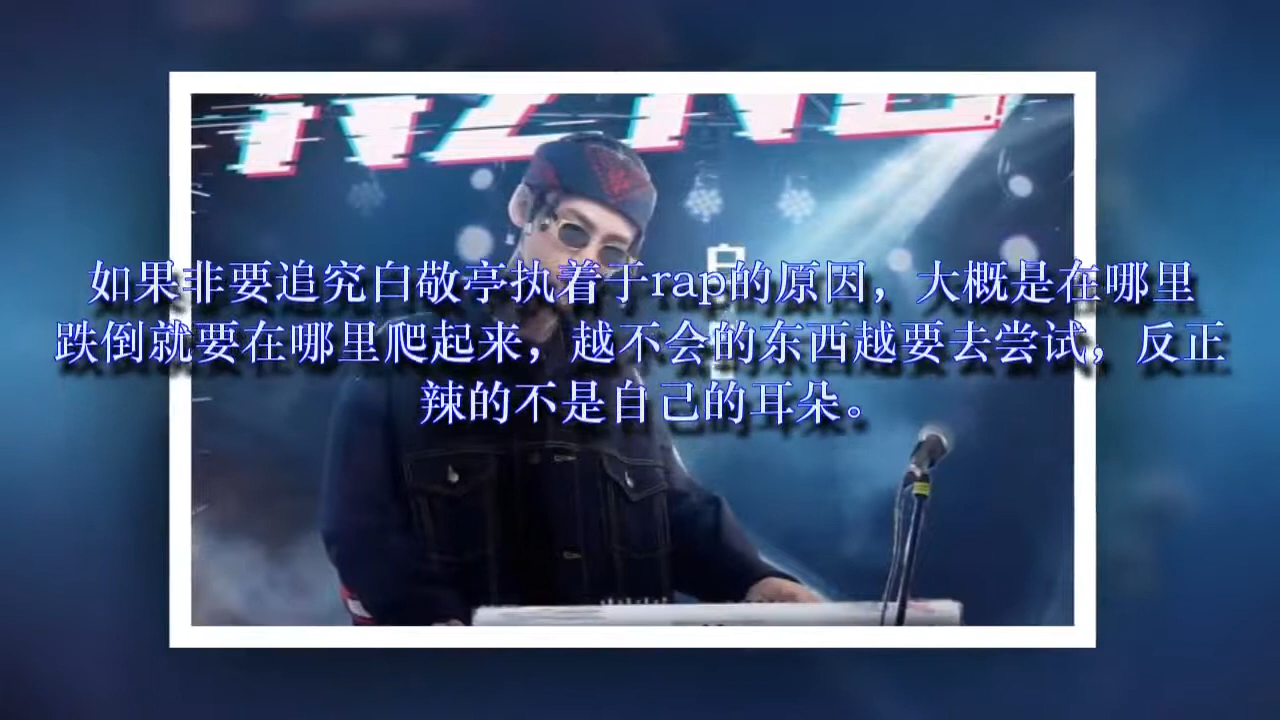 白
如果非要追究白敬亭执着于rap的原因，大概是在哪里
跌倒就要在哪里爬起来，越不会的东西越要去尝试，反正
辣的不是自己的耳朵。